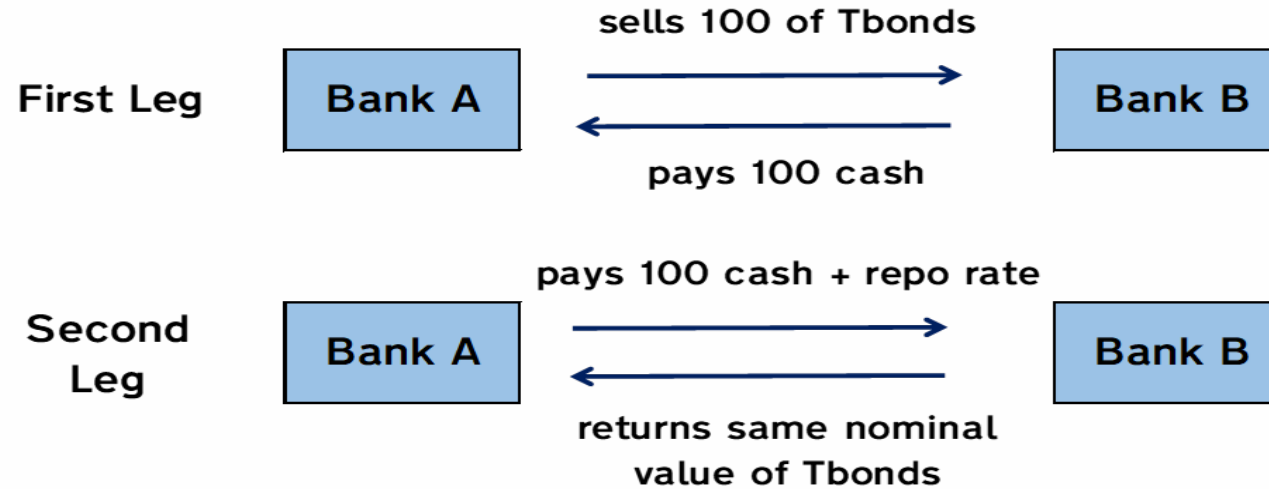 sells 100 of Tbonds
First Leg
Bank A
Bank B
pays 100 cash
pays 100 cash + repo rate
Second
Leg
Bank A
Bank B
returns same nominal
value of Tbonds